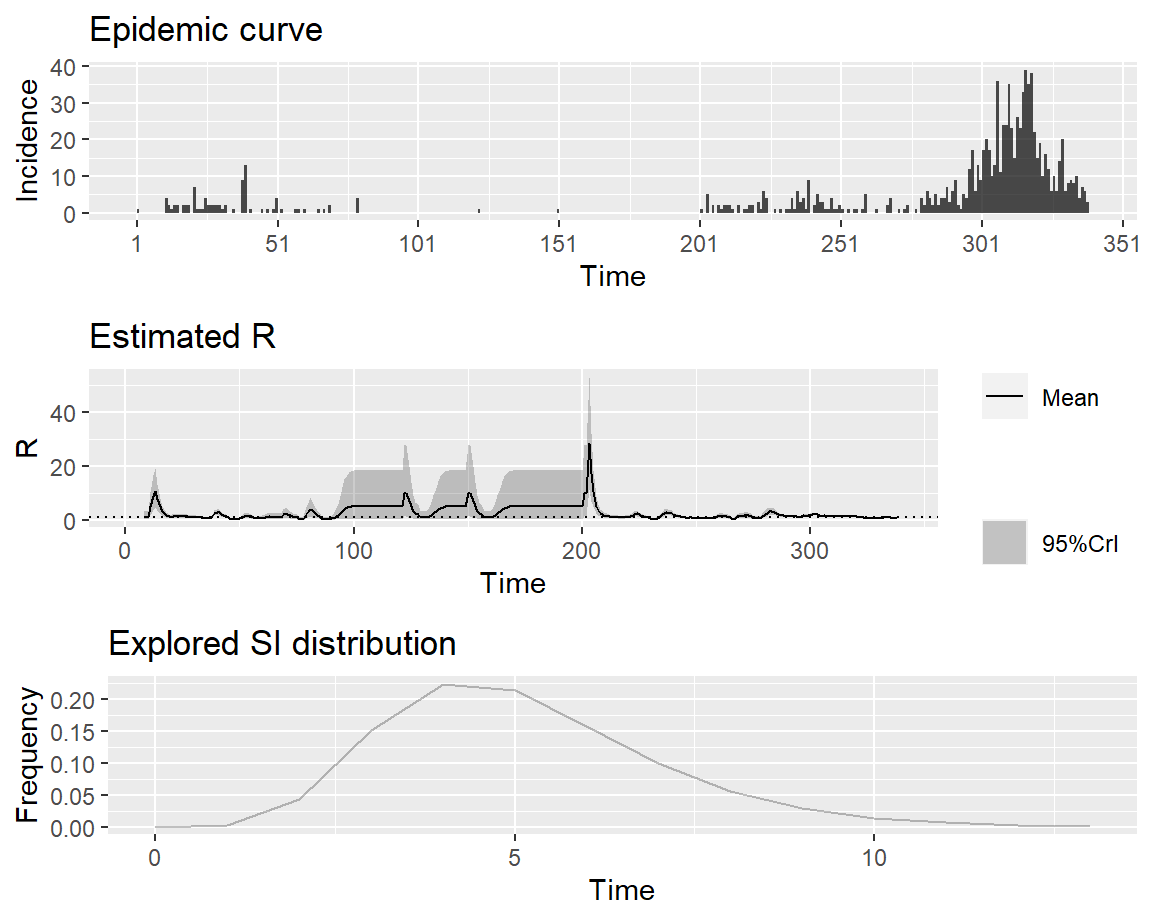 Epidemic curve
Incidence
40
30
20
10
0
1 51 101 151 201 251 301 351
Time
Estimated R
R
40
20
0
0 100 200 300
Time
Mean
95%CrI
Explored SI distribution
Frequency
0.20
0.15
0.10
0.05
0.00
0 5 10
Time